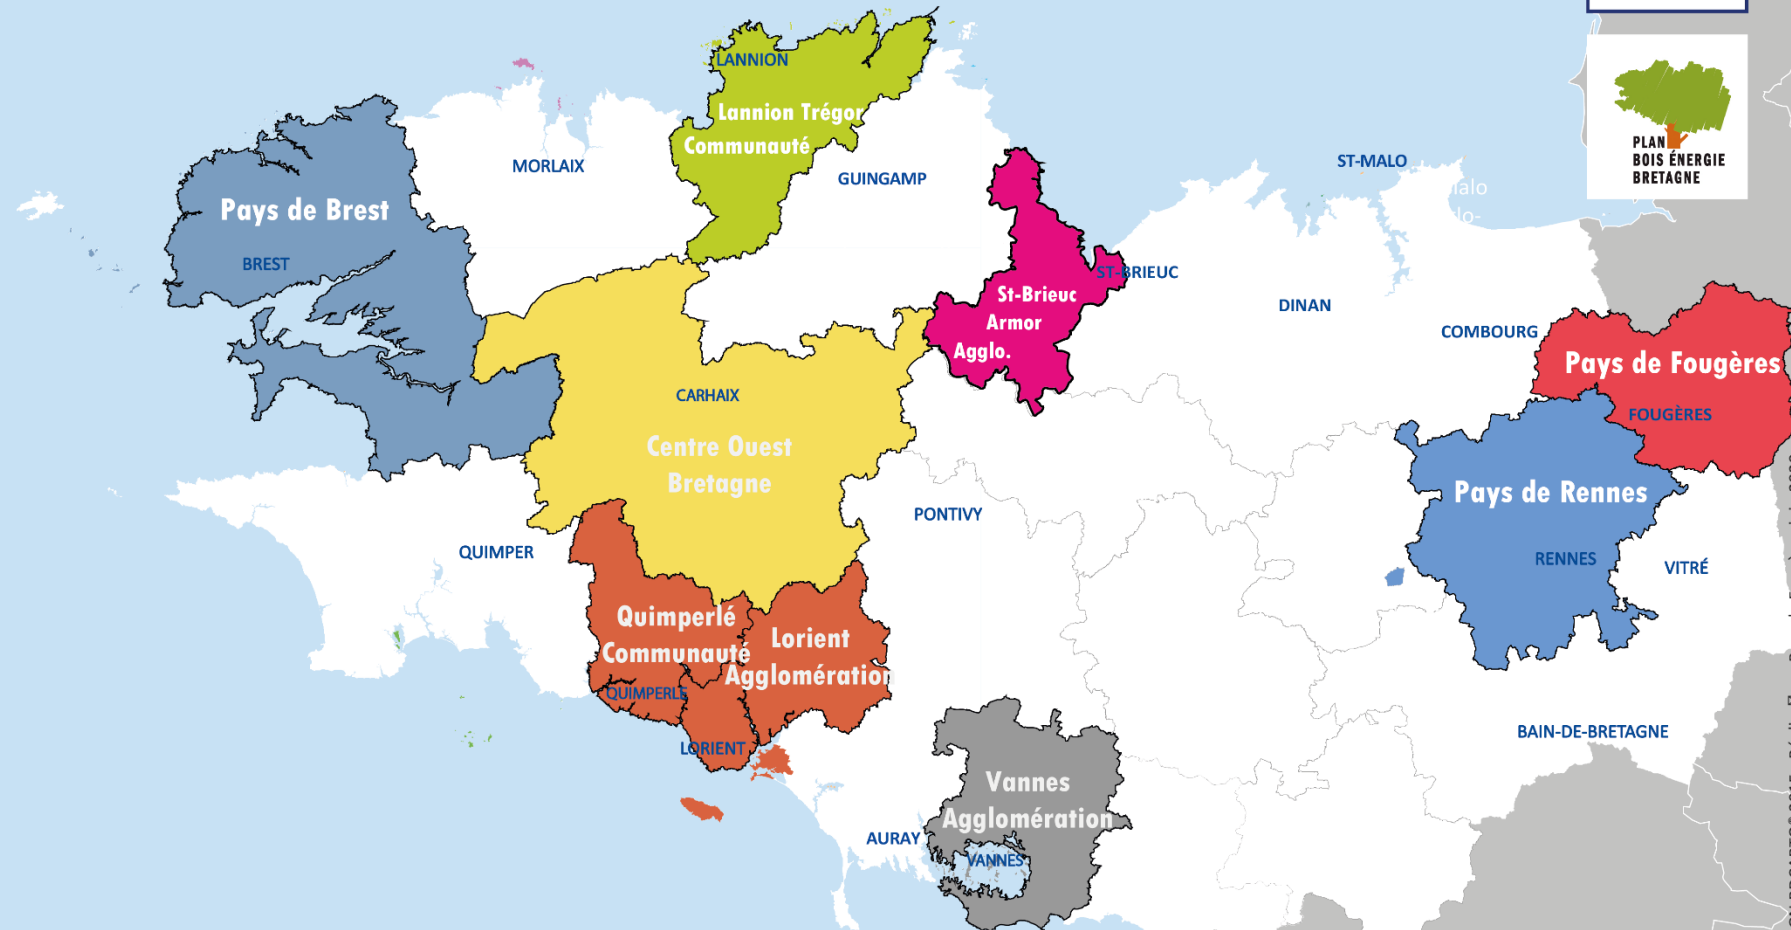 LANNION
Lannion Trégor
Communauté
MORLAIX
GUINGAMP
ST-MALO
PLAN
BOIS ÉNERGIE
BRETAGNE
Pays de Brest
BREST
ST-BRIEUC
St-Brieuc
Armor
Agglo.
DINAN
COMBOURG
Pays de Fougères
FOUGÈRES
CARHAIX
Centre Ouest
Bretagne
Pays de Rennes
RENNES
VITRÉ
PONTIVY
QUIMPER
Quimperlé
Communauté
QUIMPERLÉ
Lorient
Agglomération
LORIENT
BAIN-DE-BRETAGNE
Vannes
Agglomération
VANNES
AURAY